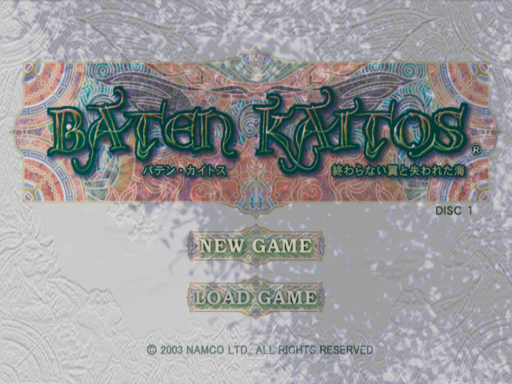 BATEN KAITOS®
バテン・カイトス 終わらない翼と失われた海
DISC 1
NEW GAME
LOAD GAME
© 2003 NAMCO LTD., ALL RIGHTS RESERVED